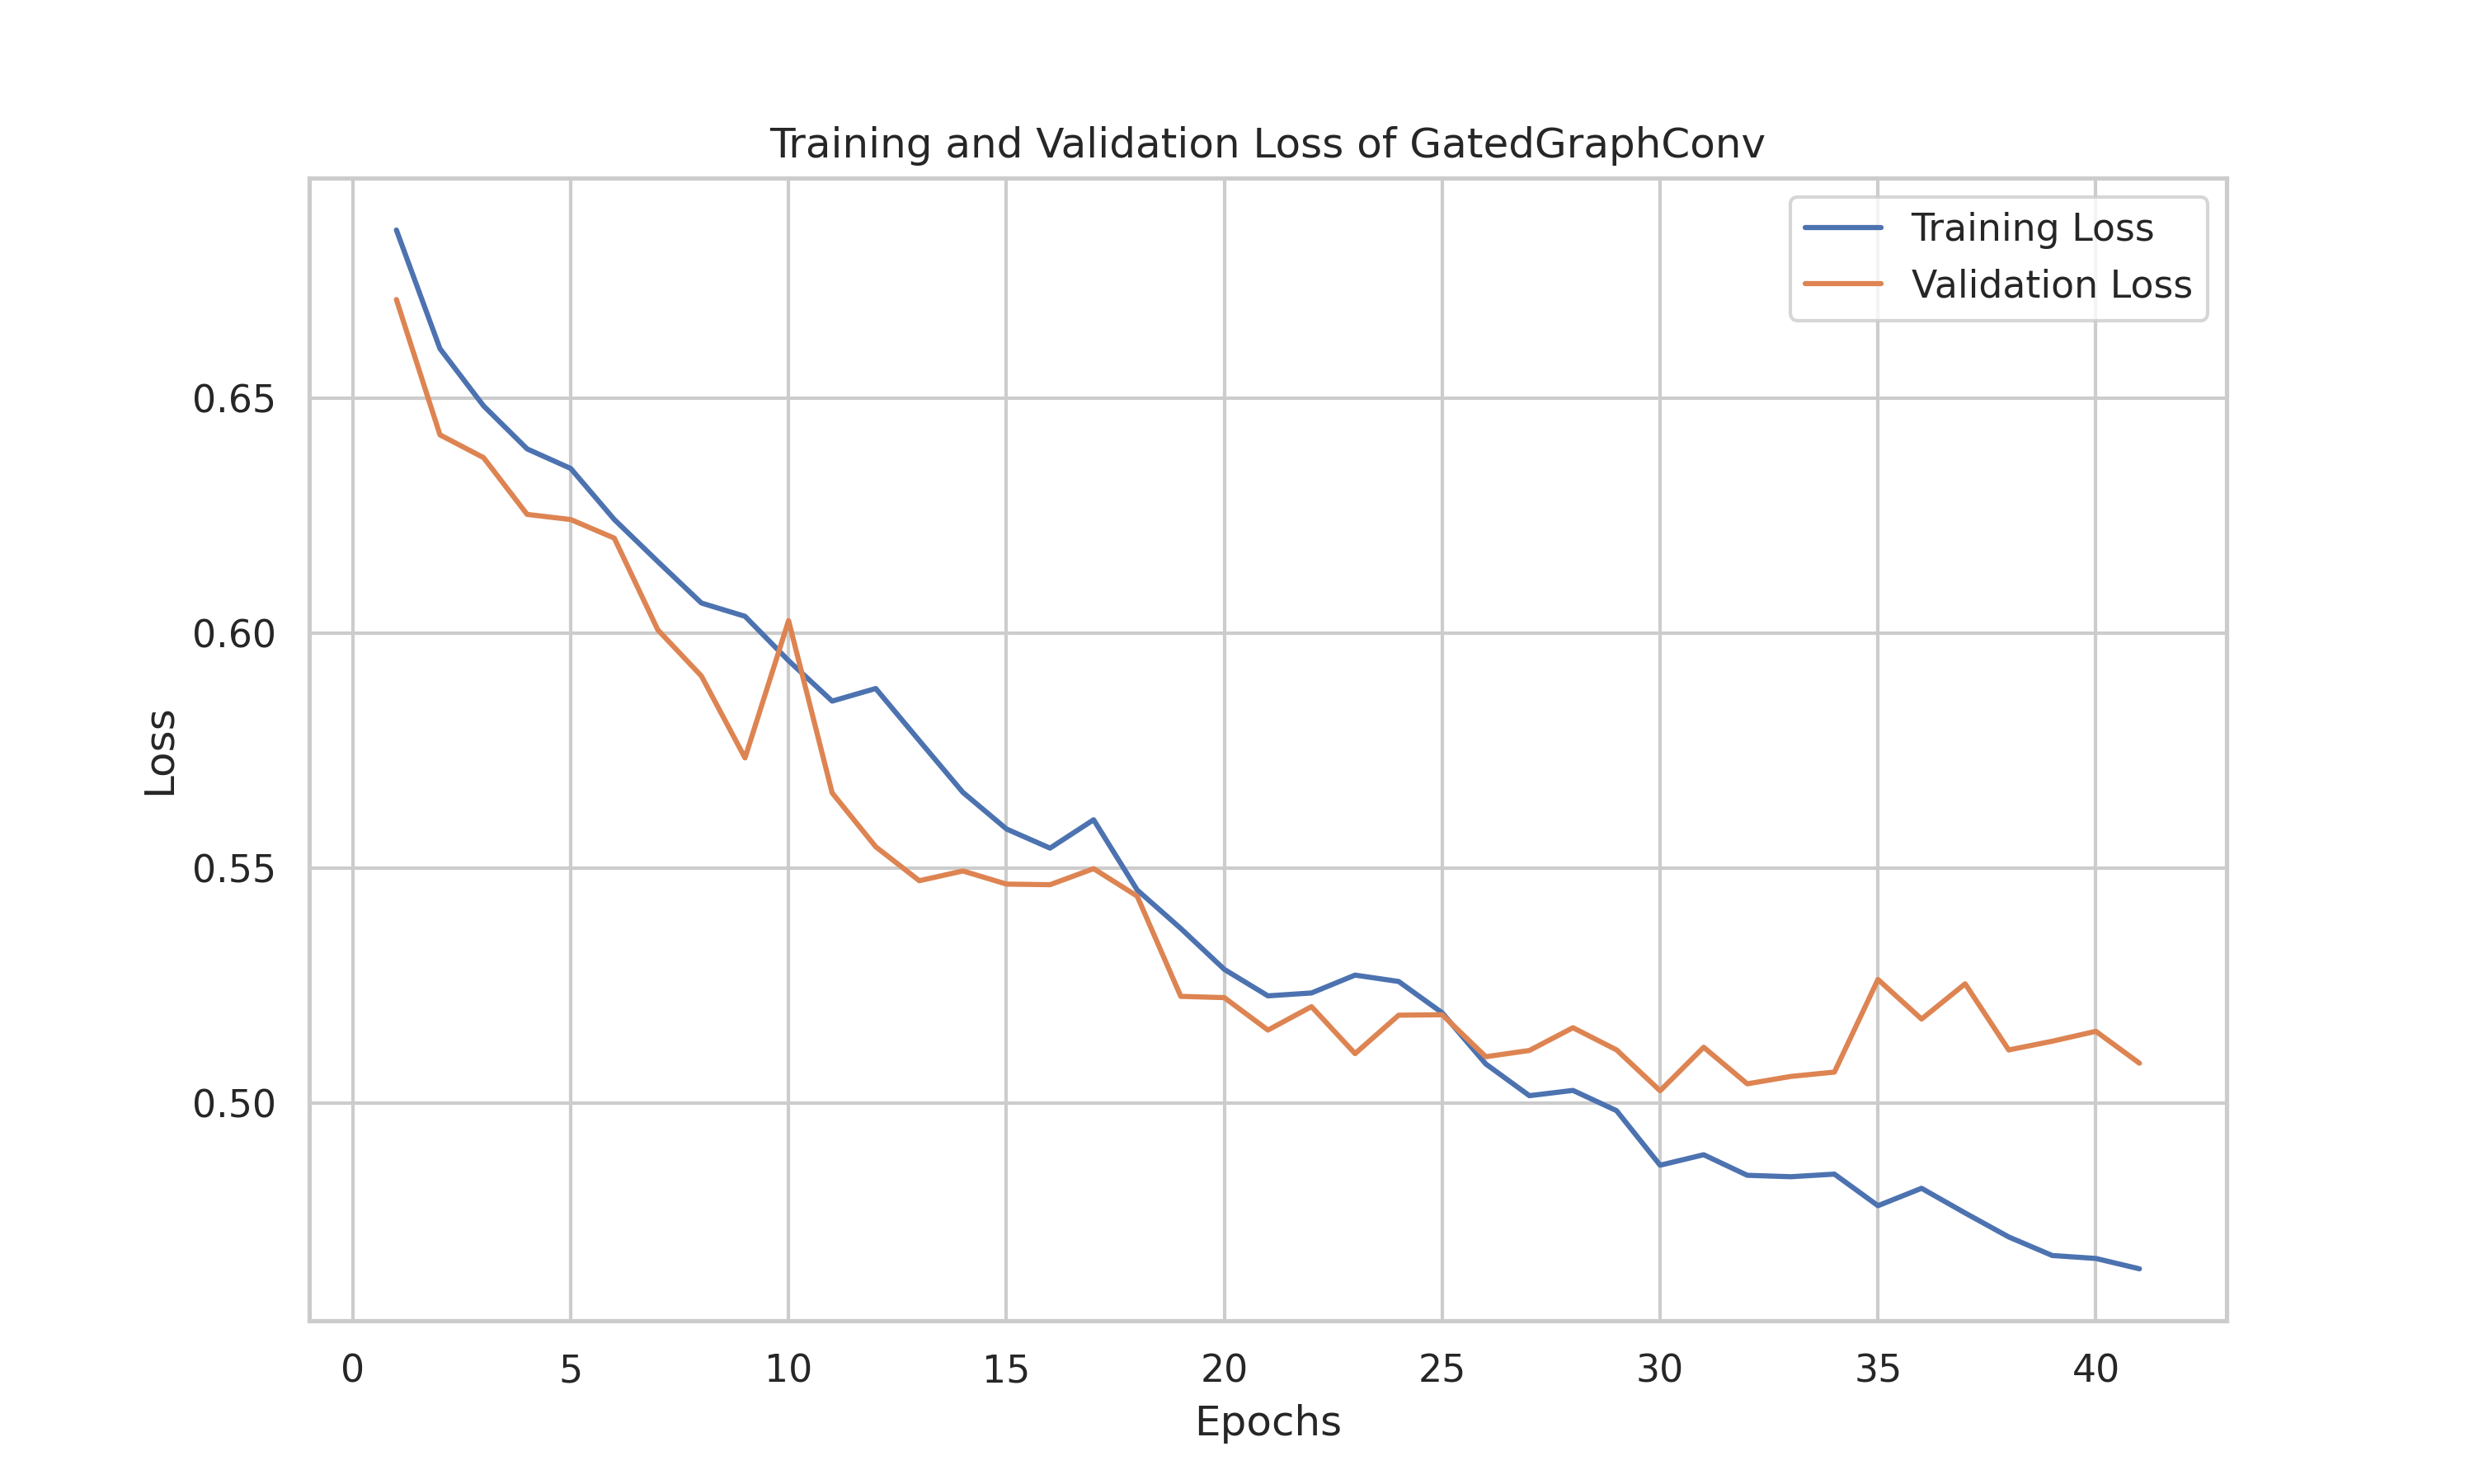 Training and Validation Loss of GatedGraphConv
Training Loss
Validation Loss
0.65
0.60
0.55
0.50
Loss
0 5 10 15 20 25 30 35 40
Epochs